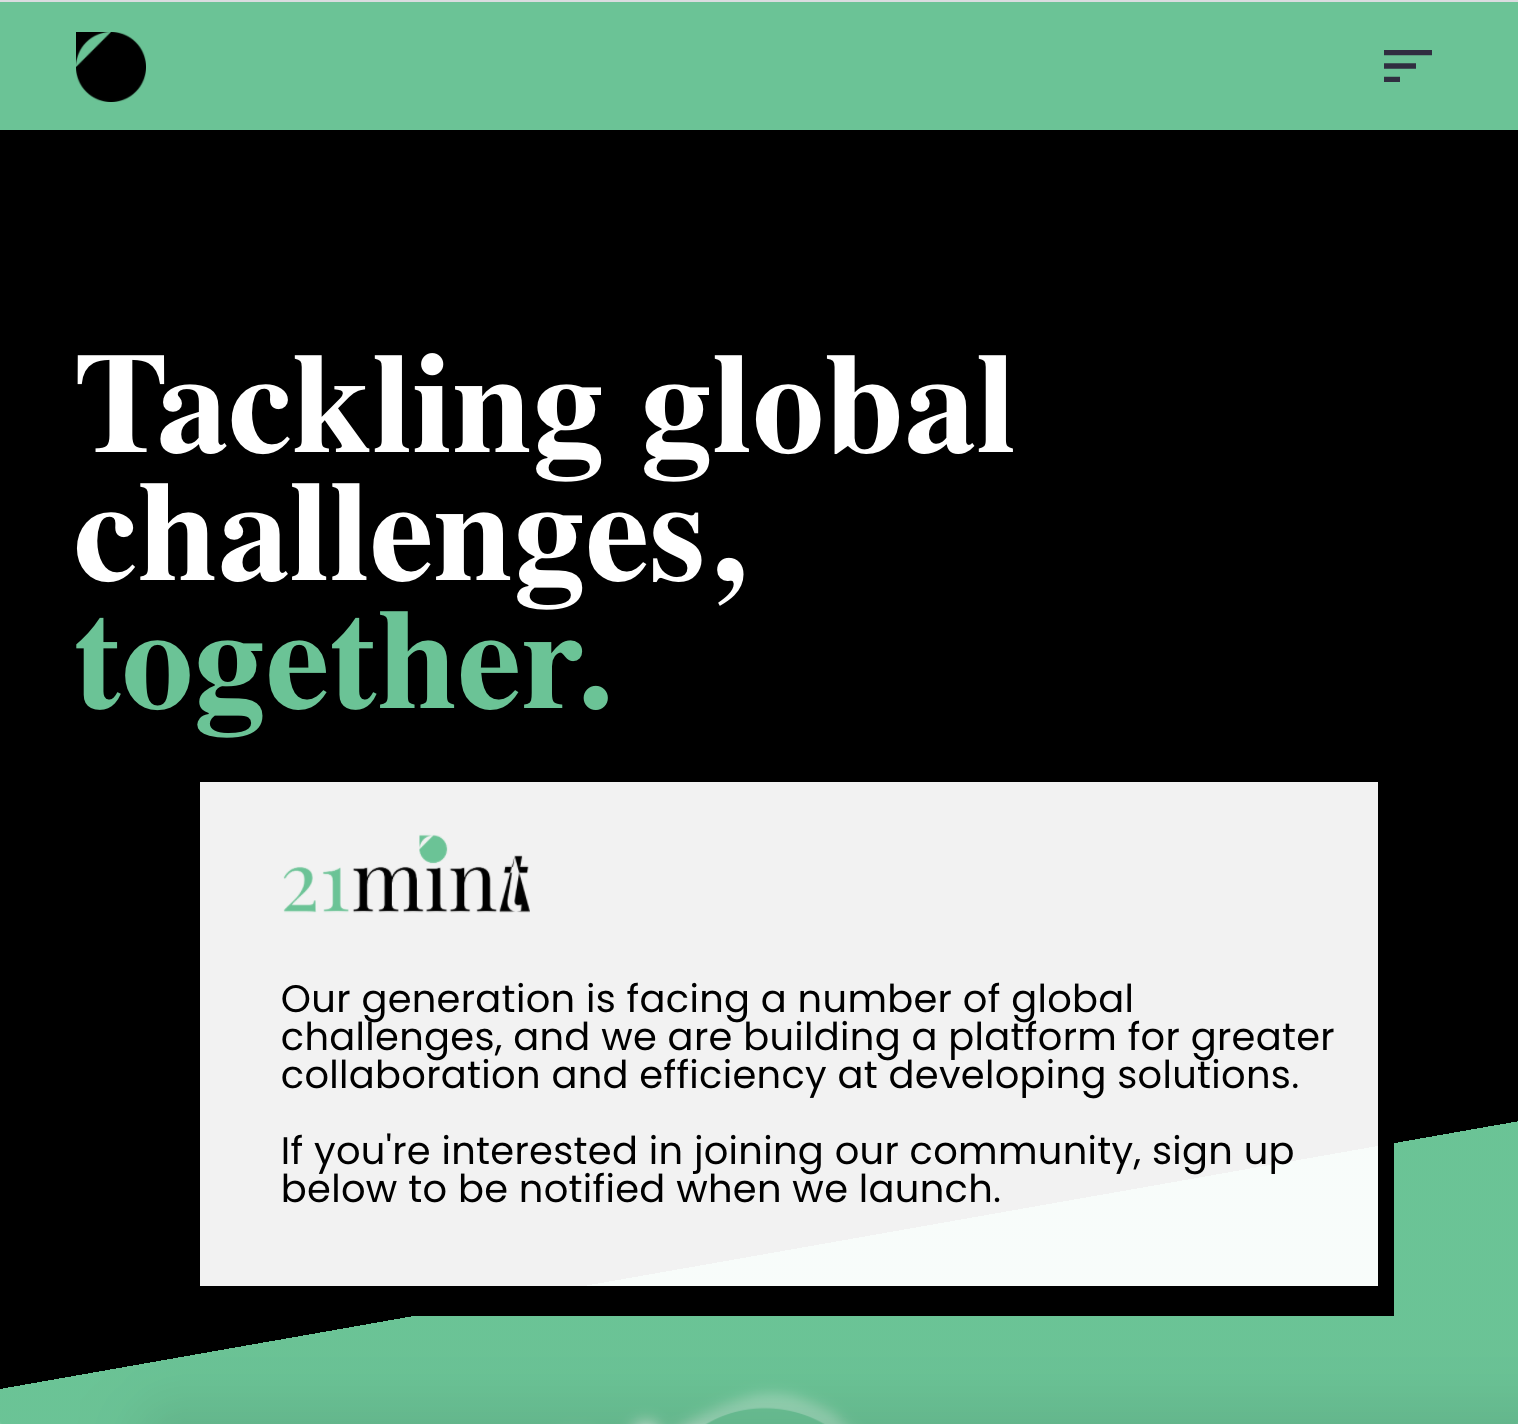 Tackling global
challenges,
together.
21mint
Our generation is facing a number of global
challenges, and we are building a platform for greater
collaboration and efficiency at developing solutions.
If you're interested in joining our community, sign up
below to be notified when we launch.